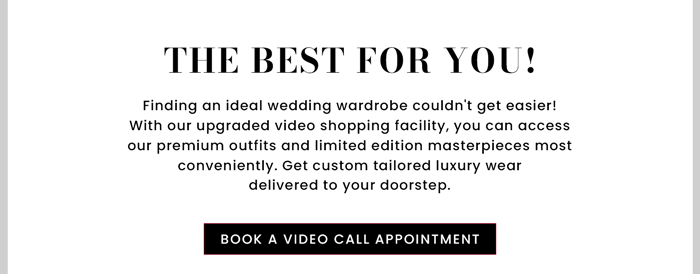 THE BEST FOR YOU!
Finding an ideal wedding wardrobe couldn't get easier!
With our upgraded video shopping facility, you can access
our premium outfits and limited edition masterpieces most
conveniently. Get custom tailored luxury wear
delivered to your doorstep.
BOOK A VIDEO CALL APPOINTMENT